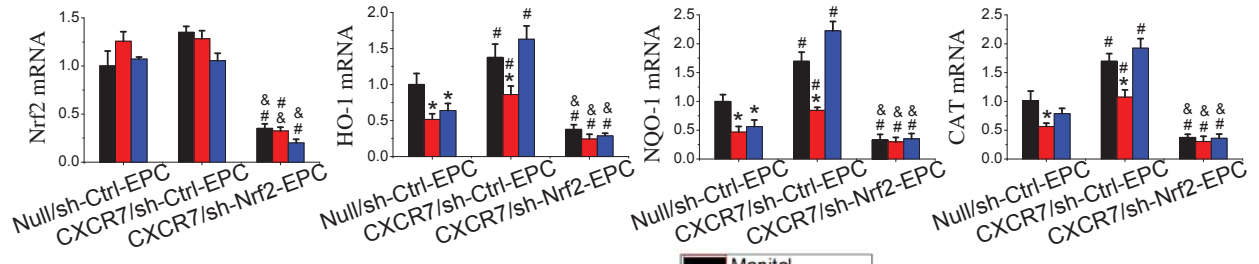 Nrf2 mRNA
1.5
1.0
0.5
0.0
& #
# &
& #
Null/sh-Ctrl-EPC
CXCR7/sh-Ctrl-EPC
CXCR7/sh-Nrf2-EPC
HO-1 mRNA
2.0
1.5
1.0
0.5
0.0
* *
# # * #
& # & # & #
Null/sh-Ctrl-EPC
CXCR7/sh-Ctrl-EPC
CXCR7/sh-Nrf2-EPC
NQO-1 mRNA
2.5
2.0
1.5
1.0
0.5
0.0
* *
# # * #
& # & # & #
Null/sh-Ctrl-EPC
CXCR7/sh-Ctrl-EPC
CXCR7/sh-Nrf2-EPC
CAT mRNA
2.5
2.0
1.5
1.0
0.5
0.0
*
# # * #
& # & # & #
Null/sh-Ctrl-EPC
CXCR7/sh-Ctrl-EPC
CXCR7/sh-Nrf2-EPC